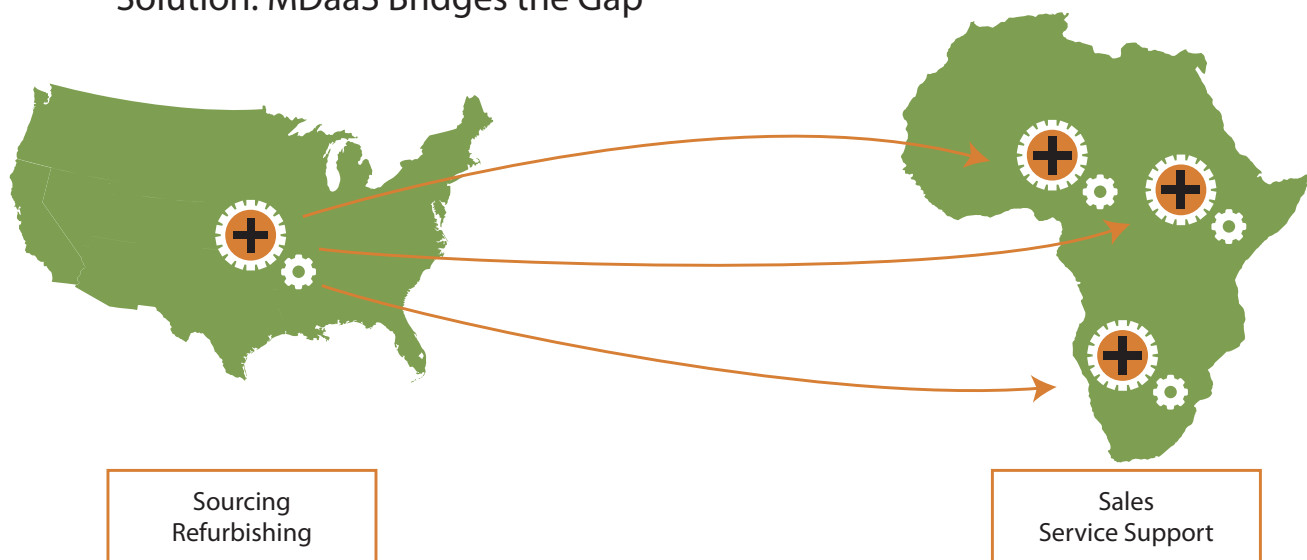 Solution: MDaaS Bridges the Gap
Sourcing
Refurbishing
Sales
Service Support